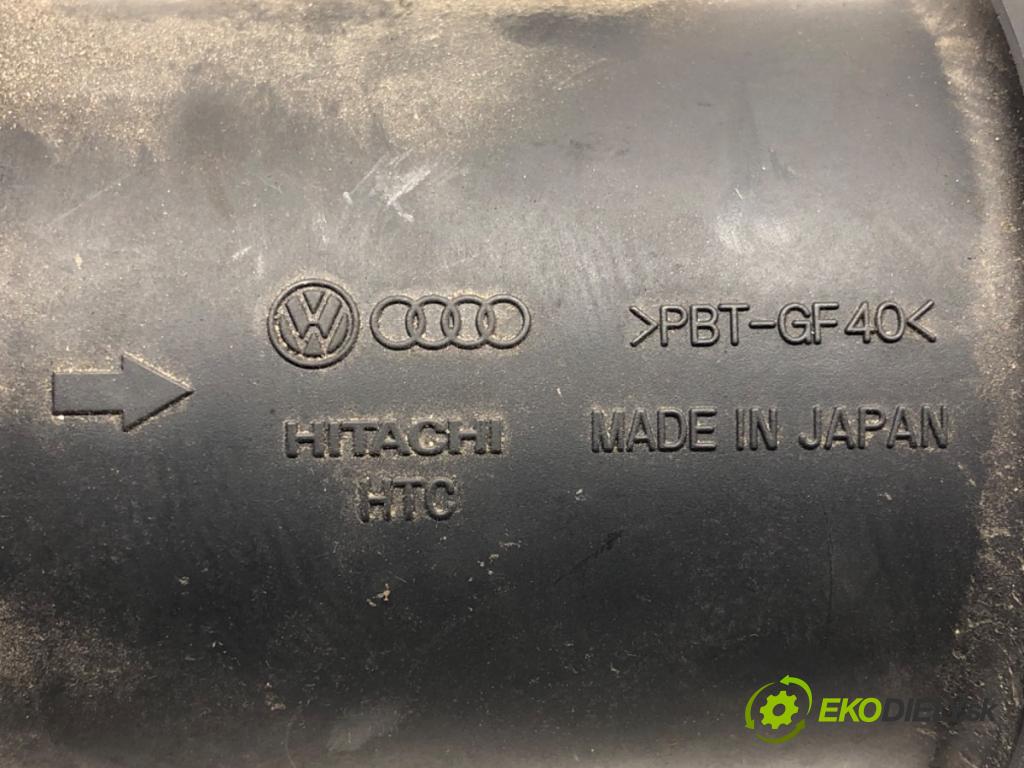 >PBT-GF40<
HITACHI
MADE IN JAPAN
HTC
EKODIELY.sk